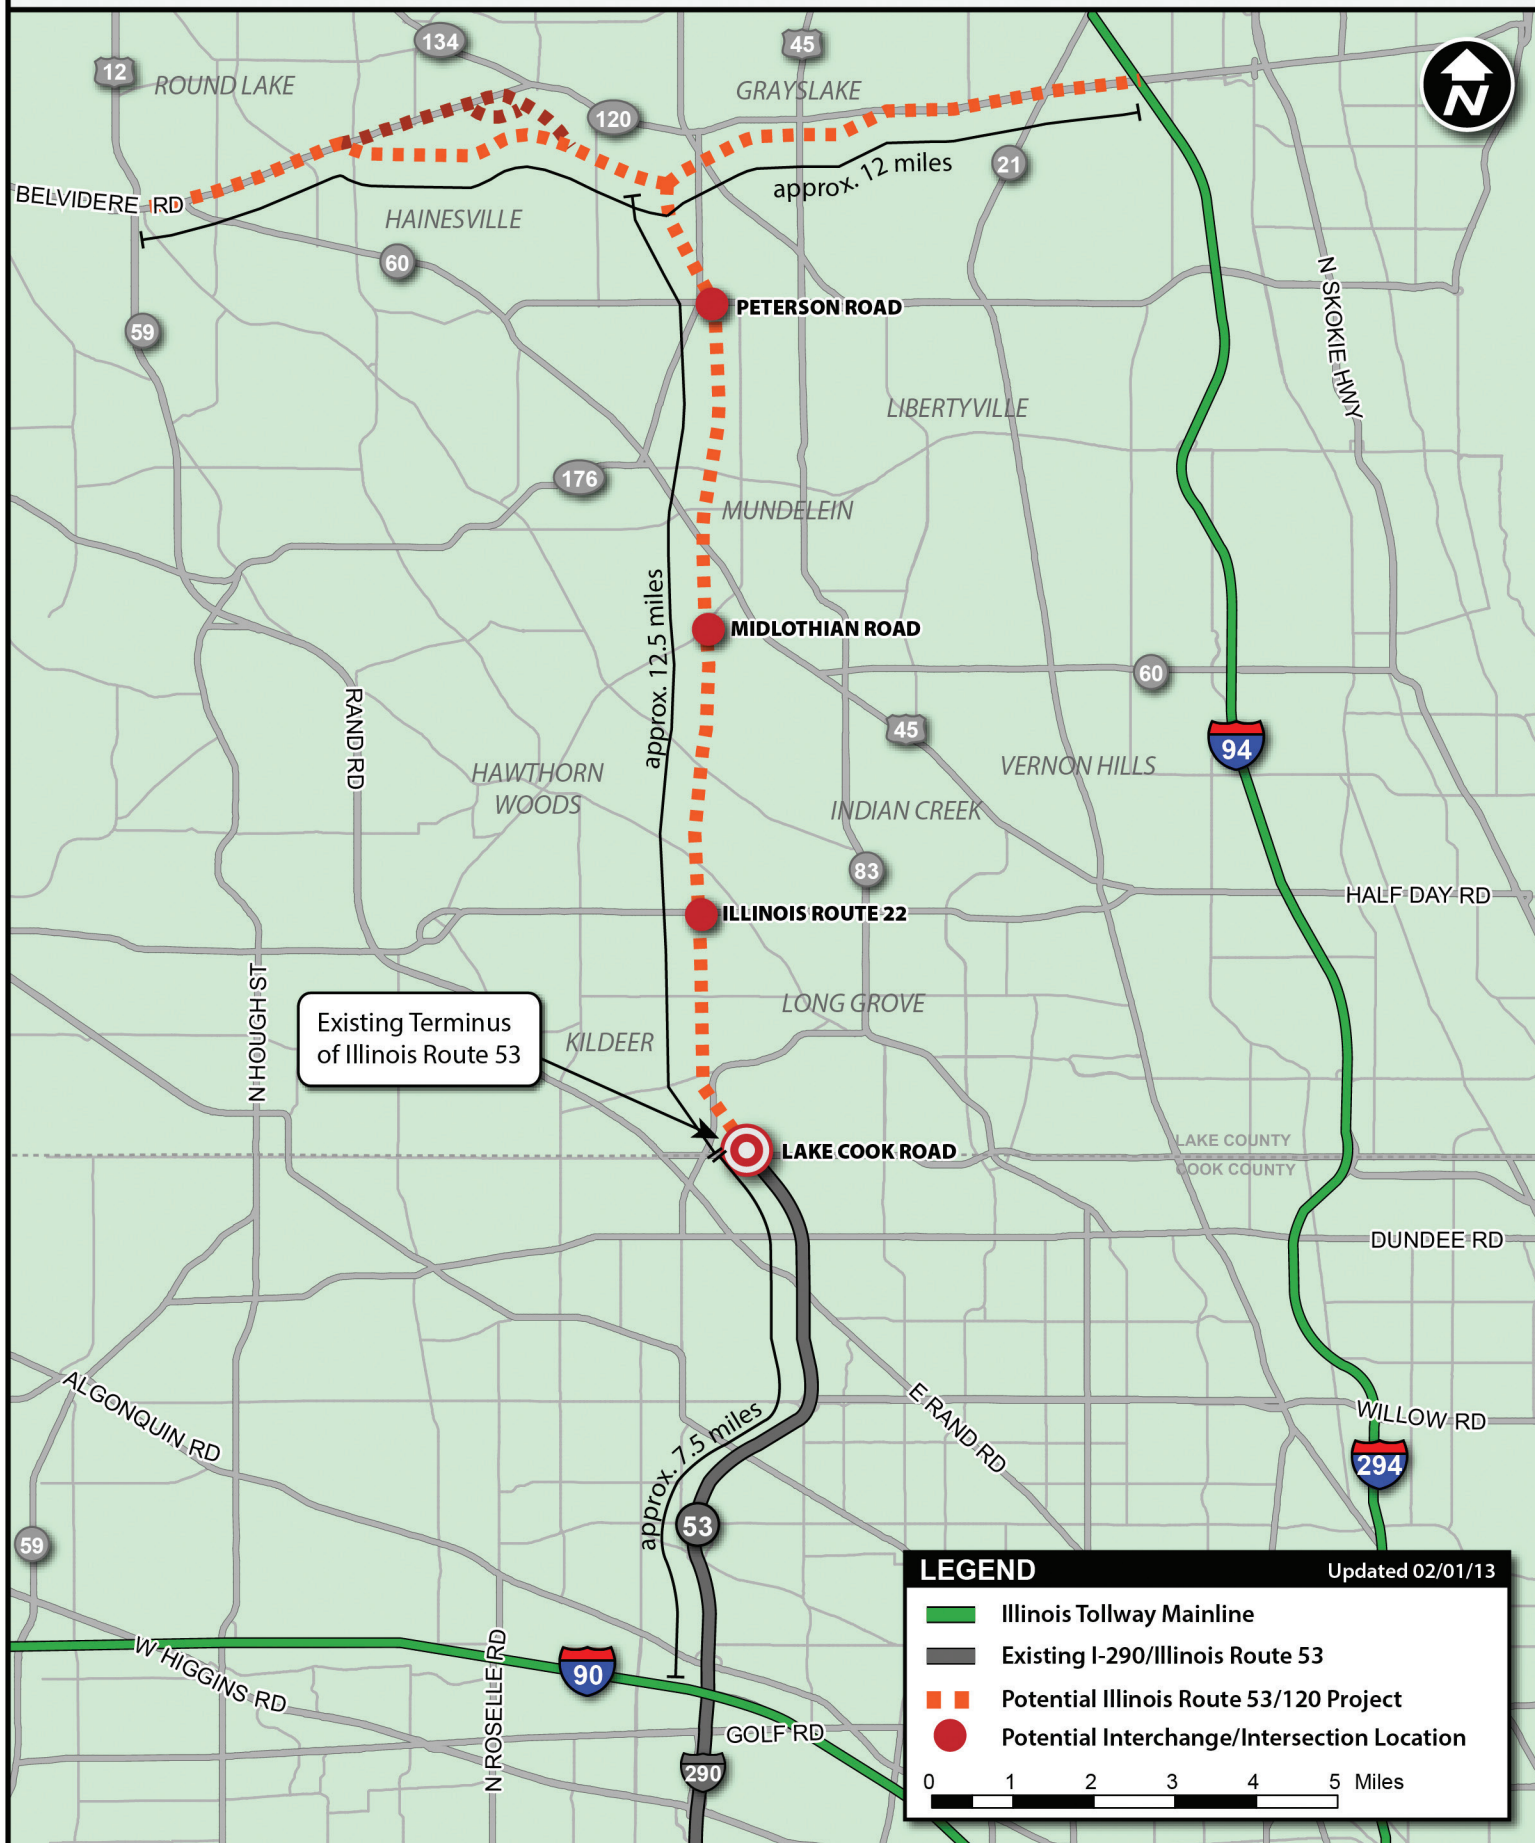 134
45
12
ROUND LAKE
GRAYSLAKE
N
120
21
approx. 12 miles
BELVIDERE RD
HAINESVILLE
60
N SKOKIE HWY
59
PETERSON ROAD
LIBERTYVILLE
176
MUNDELEIN
approx. 12.5 miles
MIDLOTHIAN ROAD
60
RAND RD
45
94
HAWTHORN
WOODS
VERNON HILLS
INDIAN CREEK
83
HALF DAY RD
ILLINOIS ROUTE 22
N HOUGH ST
LONG GROVE
Existing Terminus
of Illinois Route 53
KILDEER
LAKE COOK ROAD
LAKE COUNTY
COOK COUNTY
DUNDEE RD
ALGONQUIN RD
E RAND RD
WILLOW RD
approx. 7.5 miles
294
53
59
W HIGGINS RD
N ROSELLE RD
90
GOLF RD
290
LEGEND
Updated 02/01/13
Illinois Tollway Mainline
Existing I-290/Illinois Route 53
Potential Illinois Route 53/120 Project
Potential Interchange/Intersection Location
0 1 2 3 4 5 Miles